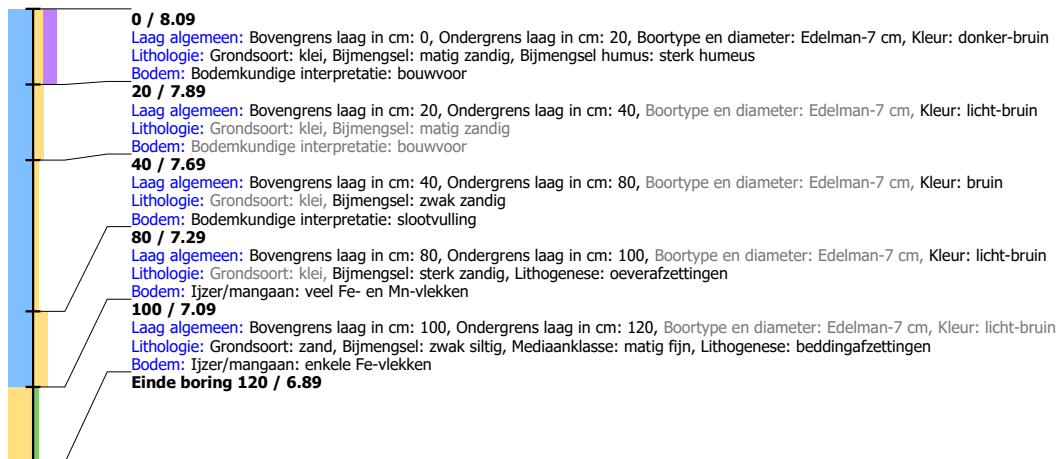 0 / 8.09
Laag algemeen: Bovengrens laag in cm: 0, Ondergrens laag in cm: 20, Boortype en diameter: Edelman-7 cm, Kleur: donker-bruin
Lithologie: Grondsoort: klei, Bijmengsel: matig zandig, Bijmengsel humus: sterk humeus
Bodem: Bodemkundige interpretatie: bouwvoor
20 / 7.89
Laag algemeen: Bovengrens laag in cm: 20, Ondergrens laag in cm: 40, Boortype en diameter: Edelman-7 cm, Kleur: licht-bruin
Lithologie: Grondsoort: klei, Bijmengsel: matig zandig
Bodem: Bodemkundige interpretatie: bouwvoor
40 / 7.69
Laag algemeen: Bovengrens laag in cm: 40, Ondergrens laag in cm: 80, Boortype en diameter: Edelman-7 cm, Kleur: bruin
Lithologie: Grondsoort: klei, Bijmengsel: zwak zandig
Bodem: Bodemkundige interpretatie: slootvulling
80 / 7.29
Laag algemeen: Bovengrens laag in cm: 80, Ondergrens laag in cm: 100, Boortype en diameter: Edelman-7 cm, Kleur: licht-bruin
Lithologie: Grondsoort: klei, Bijmengsel: sterk zandig, Lithogenese: oeverafzettingen
Bodem: Ijzer/mangaan: veel Fe- en Mn-vlekken
100 / 7.09
Laag algemeen: Bovengrens laag in cm: 100, Ondergrens laag in cm: 120, Boortype en diameter: Edelman-7 cm, Kleur: licht-bruin
Lithologie: Grondsoort: zand, Bijmengsel: zwak siltig, Mediaanklasse: matig fijn, Lithogenese: beddingafzettingen
Bodem: Ijzer/mangaan: enkele Fe-vlekken
Einde boring 120 / 6.89